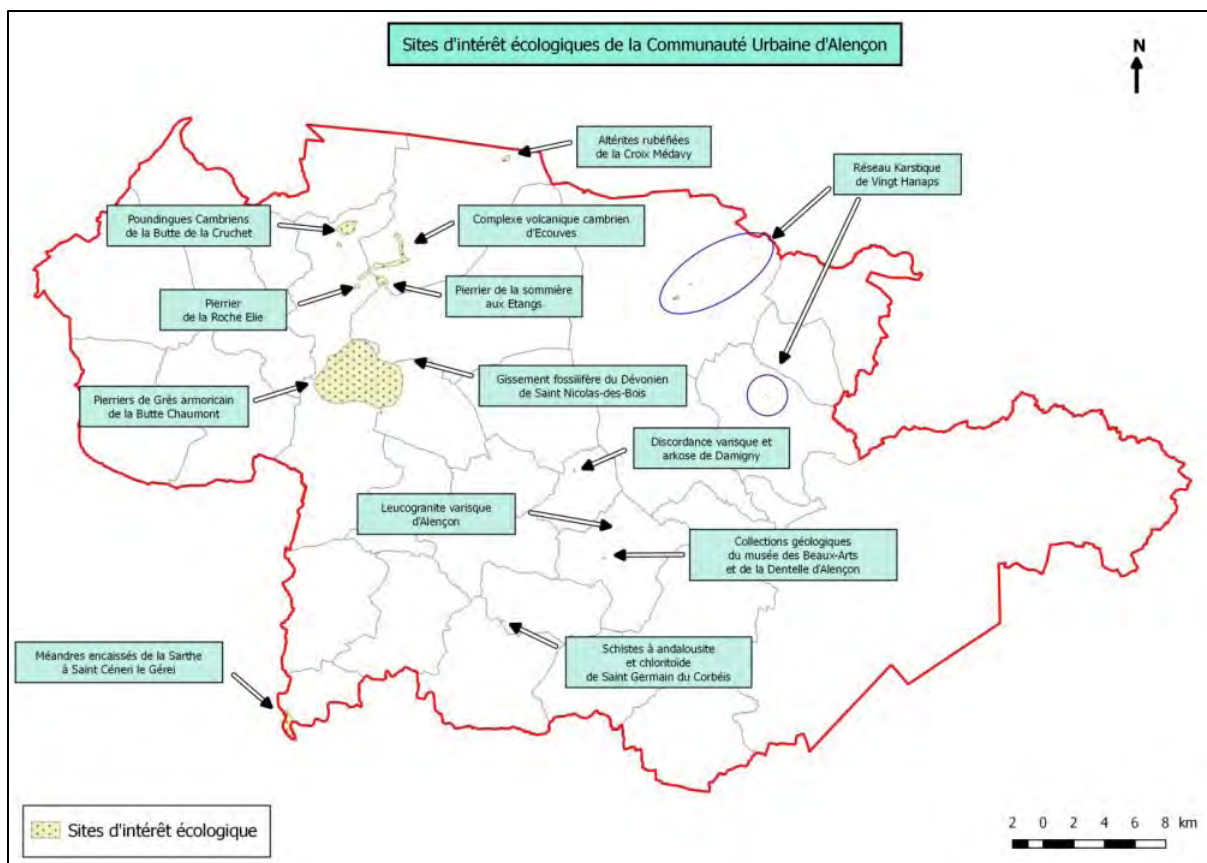 Sites d'intérêt écologiques de la Communauté Urbaine d'Alençon
N
Altérites rubéfiées
de la Croix Médavy
Réseau Karstique
de Vingt Hanaps
Poundingues Cambriens
de la Butte de la Cruchet
Complexe volcanique cambrien
d'Ecouves
Pierrier
de la Roche Elie
Pierrier de la sommière
aux Etangs
Pierriers de Grès armoricain
de la Butte Chaumont
Gissement fossilifère du Dévonien
de Saint Nicolas-des-Bois
Discordance varisque et
arkose de Damigny
Leucogranite varisque
d'Alençon
Collections géologiques
du musée des Beaux-Arts
et de la Dentelle d'Alençon
Méandres encaissés de la Sarthe
à Saint Céneri le Gérei
Schistes à andalousite
et chloritoïde
de Saint Germain du Corbéis
Sites d'intérêt écologique
2 0 2 4 6 8 km